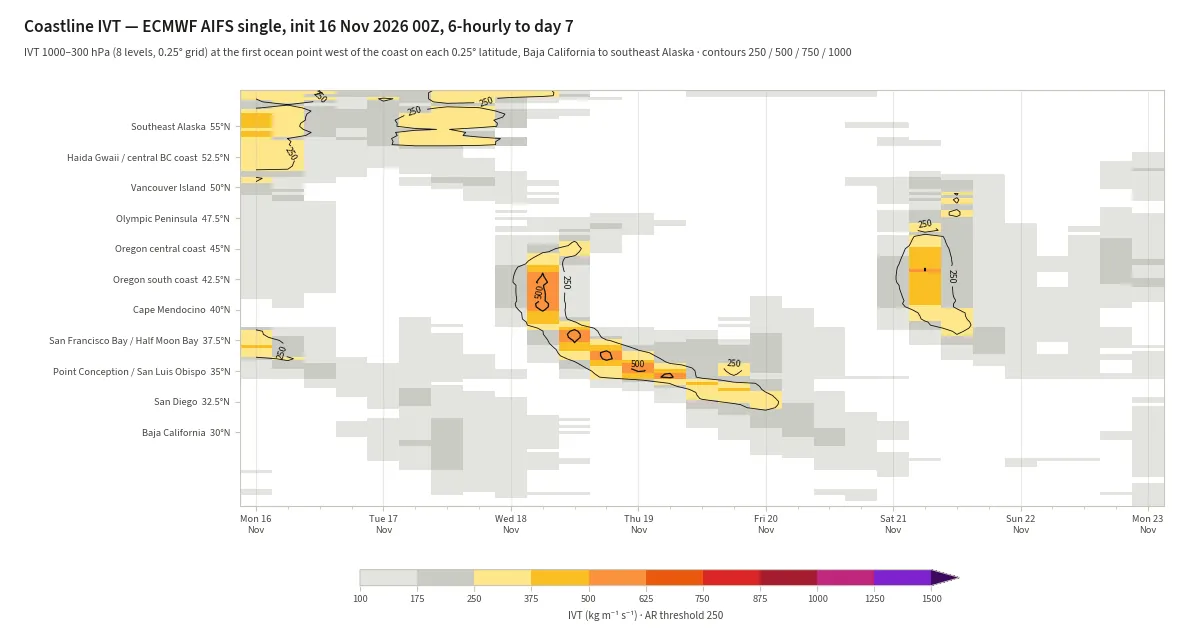 Coastline IVT — ECMWF AIFS single, init 16 Nov 2026 00Z, 6-hourly to day 7
IVT 1000–300 hPa (8 levels, 0.25° grid) at the first ocean point west of the coast on each 0.25° latitude, Baja California to southeast Alaska · contours 250 / 500 / 750 / 1000
250
250
250
Southeast Alaska 55°N
Haida Gwaii / central BC coast 52.5°N
250
Vancouver Island 50°N
Olympic Peninsula 47.5°N
250
Oregon central coast 45°N
Oregon south coast 42.5°N
250
250
500
Cape Mendocino 40°N
San Francisco Bay / Half Moon Bay 37.5°N
250
Point Conception / San Luis Obispo 35°N
500
250
San Diego 32.5°N
Baja California 30°N
Mon 16 Tue 17 Wed 18 Thu 19 Fri 20 Sat 21 Sun 22 Mon 23
Nov Nov Nov Nov Nov Nov Nov Nov
100 175 250 375 500 625 750 875 1000 1250 1500
IVT (kg m⁻¹ s⁻¹) · AR threshold 250